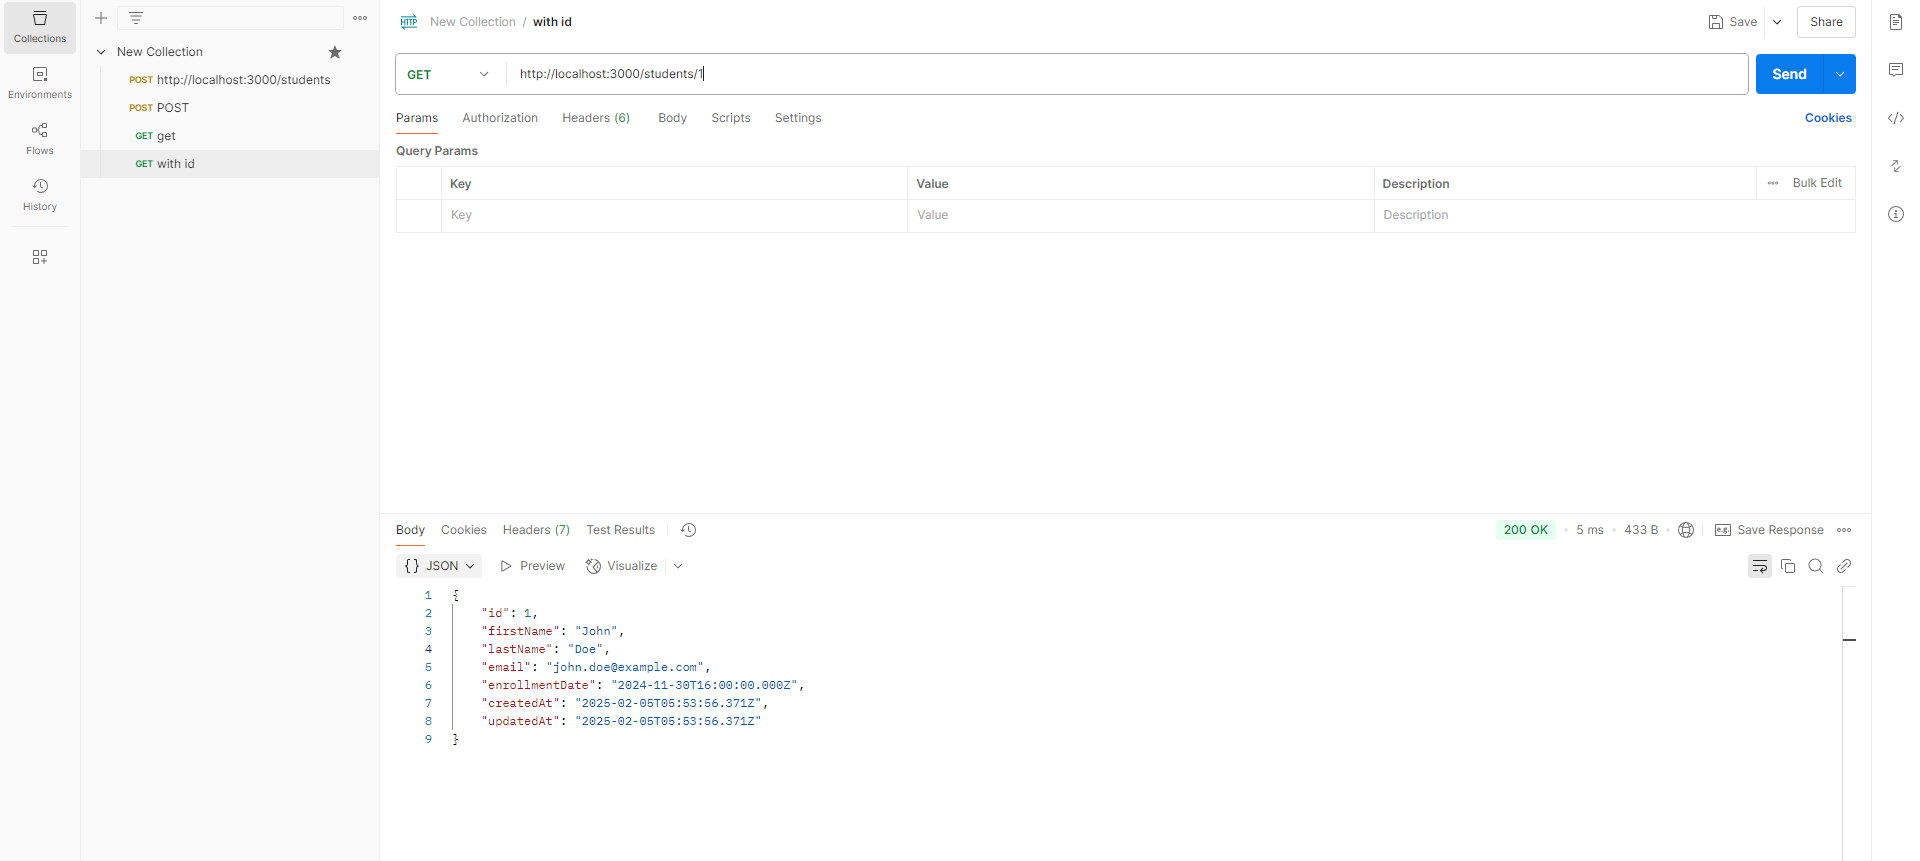 Collections
Environments
Flows
History
New Collection
POST http://localhost:3000/students
POST POST
GET get
GET with id
HTTP New Collection / with id
Save
Share
GET http://localhost:3000/students/1
Send
Params Authorization Headers (6) Body Scripts Settings
Cookies
Query Params
Key Value Description Bulk Edit
Key Value Description
Body Cookies Headers (7) Test Results
200 OK • 5 ms • 433 B • e.g. Save Response
{} JSON Preview Visualize
1 {
2 "id": 1,
3 "firstName": "John",
4 "lastName": "Doe",
5 "email": "john.doe@example.com",
6 "enrollmentDate": "2024-11-30T16:00:00.000Z",
7 "createdAt": "2025-02-05T05:53:56.371Z",
8 "updatedAt": "2025-02-05T05:53:56.371Z"
9 }